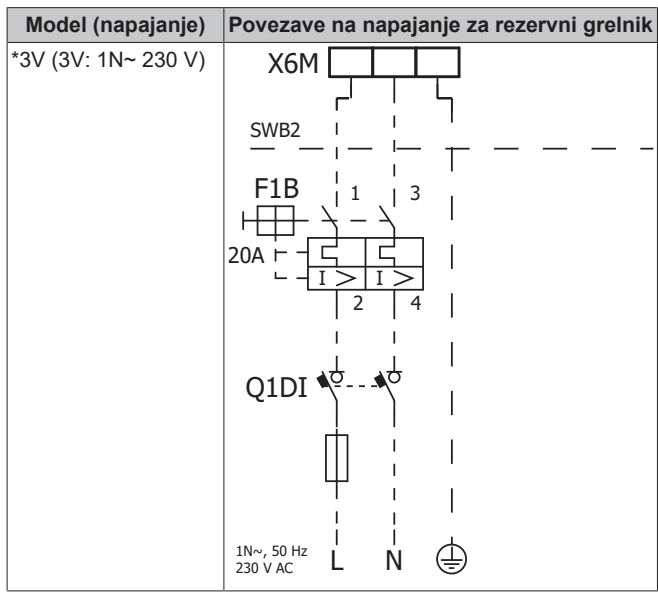 Model (napajanje) Povezave na napajanje za rezervni grelnik
*3V (3V: 1N~ 230 V)
X6M
SWB2
F1B
1 3
20A
I > I >
2 4
Q1DI
1N~, 50 Hz
230 V AC
L N